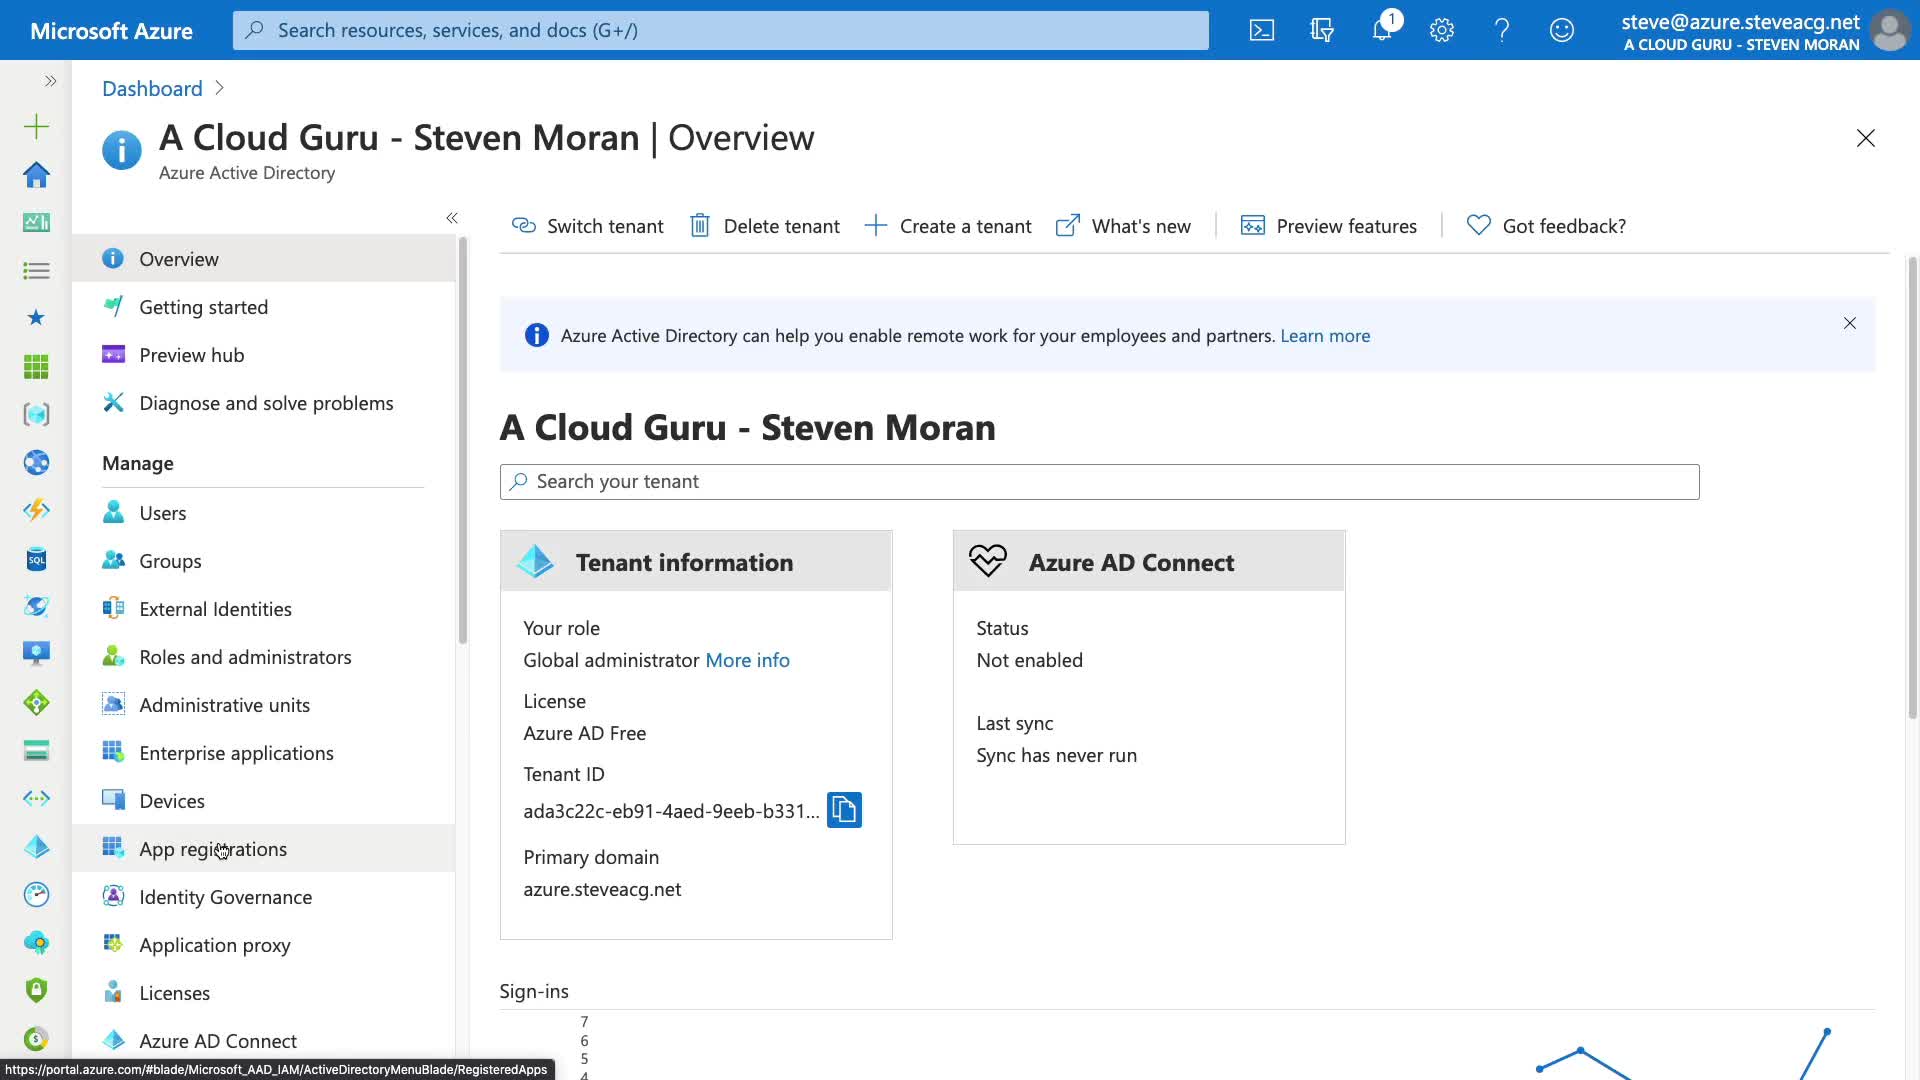 Microsoft Azure
Search resources, services, and docs (G+/)
1
steve@azure.steveacg.net
A CLOUD GURU - STEVEN MORAN
Dashboard
A Cloud Guru - Steven Moran | Overview
Azure Active Directory
Switch tenant
Delete tenant
Create a tenant
What's new
Preview features
Got feedback?
Overview
Getting started
Preview hub
Diagnose and solve problems
Manage
Users
Groups
External Identities
Roles and administrators
Administrative units
Enterprise applications
Devices
App registrations
Identity Governance
Application proxy
Licenses
Azure AD Connect
Azure Active Directory can help you enable remote work for your employees and partners. Learn more
A Cloud Guru - Steven Moran
Search your tenant
Tenant information
Your role
Global administrator More info
License
Azure AD Free
Tenant ID
ada3c22c-eb91-4aed-9eeb-b331...
Primary domain
azure.steveacg.net
Azure AD Connect
Status
Not enabled
Last sync
Sync has never run
Sign-ins
7
6
5
4
SQL
https://portal.azure.com/#blade/Microsoft_AAD_IAM/ActiveDirectoryMenuBlade/RegisteredApps